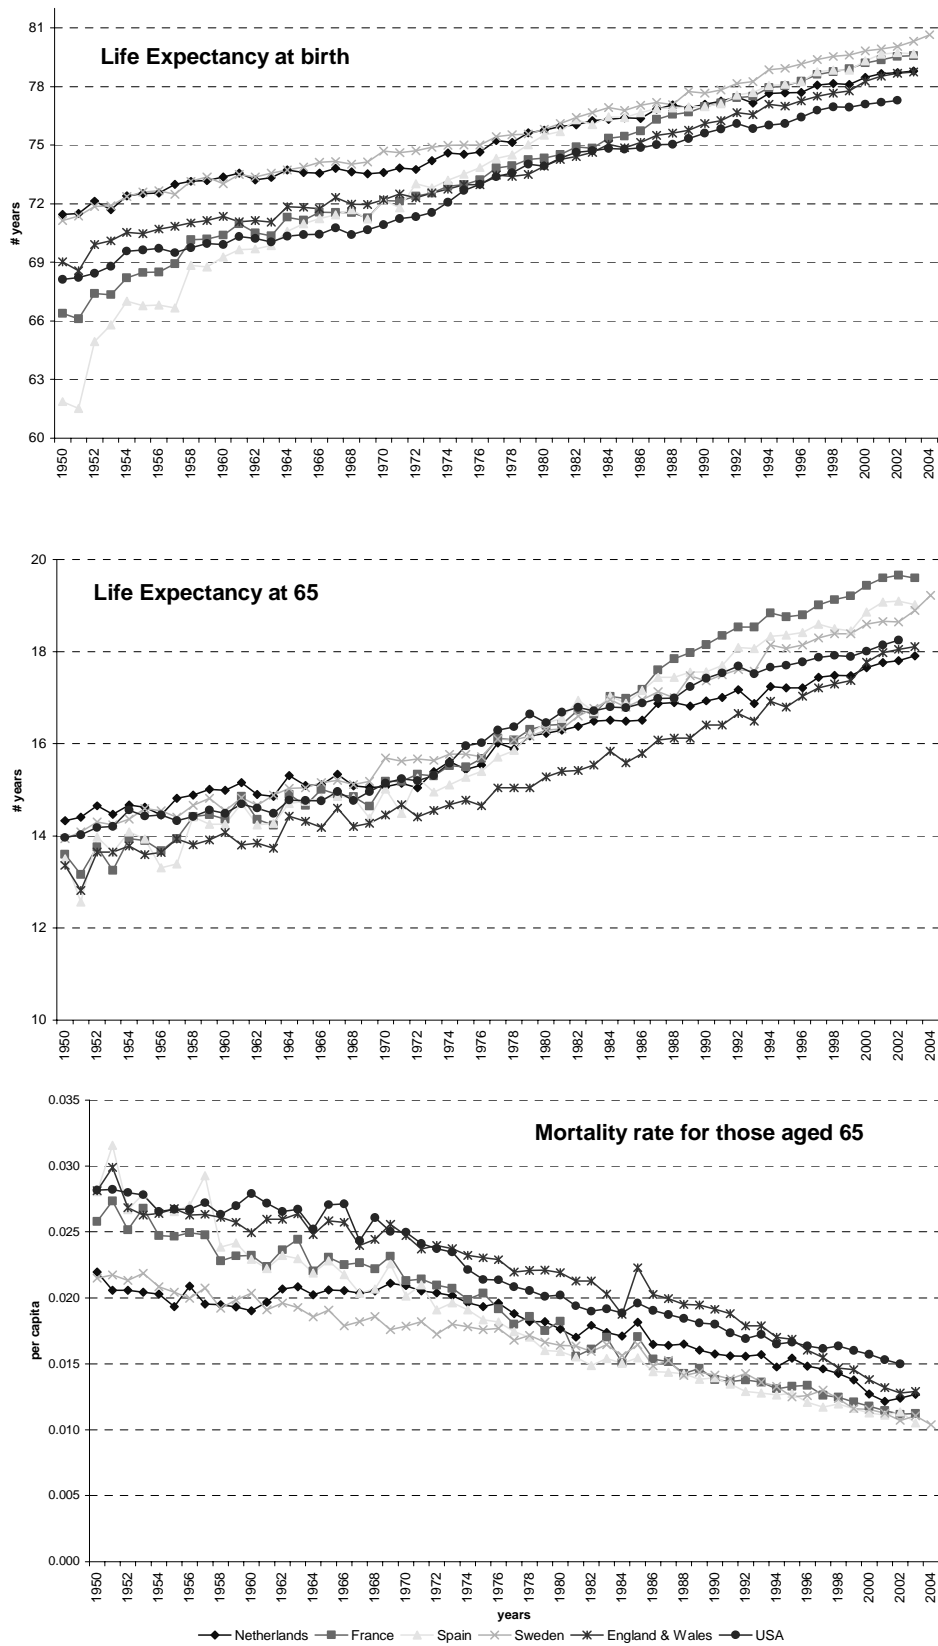 Life Expectancy at birth
# years
81
78
75
72
69
66
63
60
1950 1952 1954 1956 1958 1960 1962 1964 1966 1968 1970 1972 1974 1976 1978 1980 1982 1984 1986 1988 1990 1992 1994 1996 1998 2000 2002 2004
Life Expectancy at 65
# years
20
18
16
14
12
10
1950 1952 1954 1956 1958 1960 1962 1964 1966 1968 1970 1972 1974 1976 1978 1980 1982 1984 1986 1988 1990 1992 1994 1996 1998 2000 2002 2004
Mortality rate for those aged 65
per capita
0.035
0.030
0.025
0.020
0.015
0.010
0.005
0.000
1950 1952 1954 1956 1958 1960 1962 1964 1966 1968 1970 1972 1974 1976 1978 1980 1982 1984 1986 1988 1990 1992 1994 1996 1998 2000 2002 2004
years
Netherlands France Spain Sweden England & Wales USA